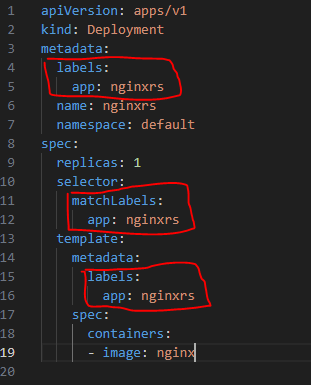 1 apiVersion: apps/v1
2 kind: Deployment
3 metadata:
4   labels:
5     app: nginxrs
6   name: nginxrs
7   namespace: default
8 spec:
9   replicas: 1
10   selector:
11     matchLabels:
12       app: nginxrs
13   template:
14     metadata:
15       labels:
16         app: nginxrs
17     spec:
18       containers:
19       - image: nginx
20